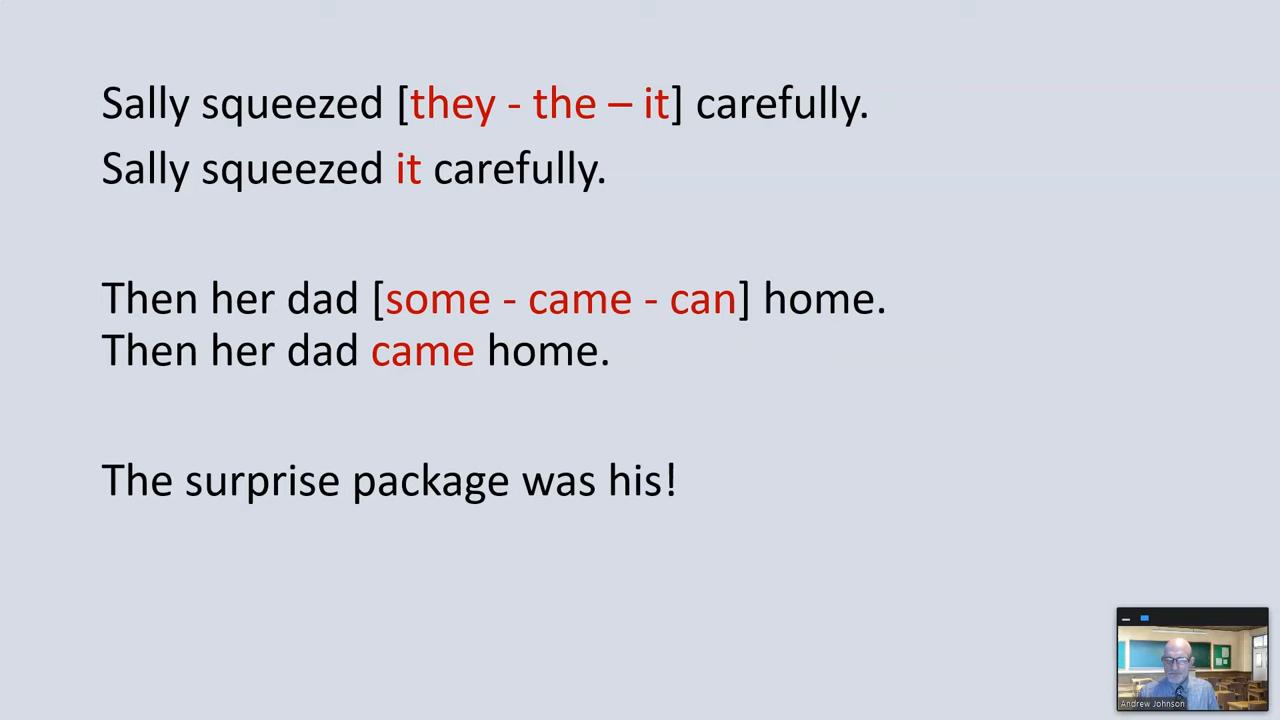 Sally squeezed [they - the – it] carefully.
Sally squeezed it carefully.
Then her dad [some - came - can] home.
Then her dad came home.
The surprise package was his!
Andrew Johnson